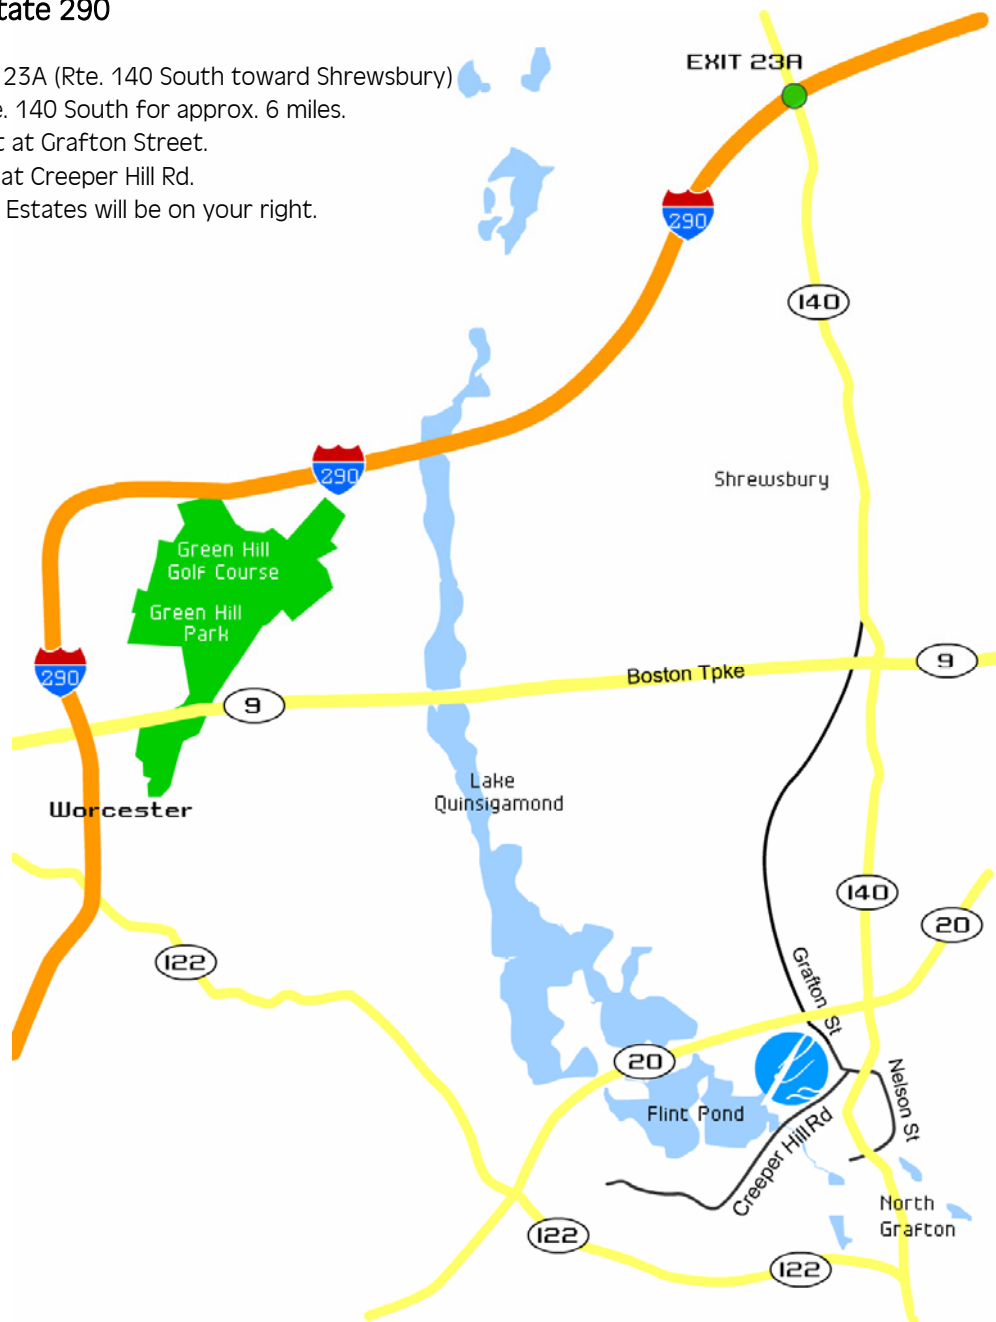 tate 290
23A (Rte. 140 South toward Shrewsbury)
e. 140 South for approx. 6 miles.
t at Grafton Street.
at Creeper Hill Rd.
Estates will be on your right.
EXIT 23A
290
140
290
Shrewsbury
Green Hill
Golf Course
Green Hill
Park
290
Boston Tpke
9
9
Lake
Quinsigamond
Worcester
140
20
122
Grafton St
20
Nelson St
Flint Pond
Creeper Hill Rd
North
Grafton
122
122